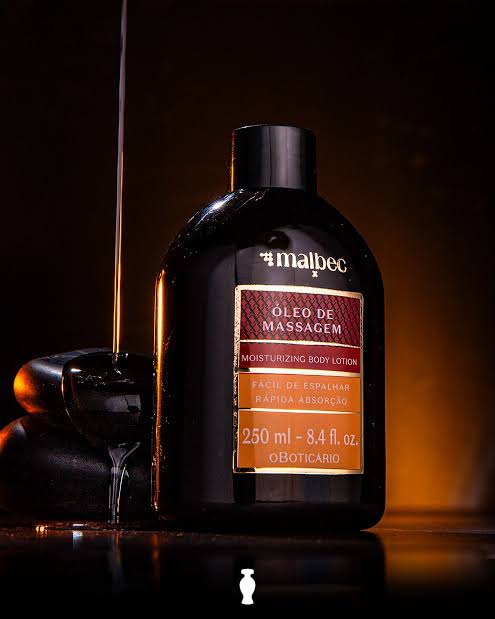 malbec
X
ÓLEO DE
MASSAGEM
MOISTURIZING BODY LOTION
FÁCIL DE ESPALHAR
RÁPIDA ABSORÇÃO
250 ml - 8.4 fl. oz.
oBOTICÁRIO